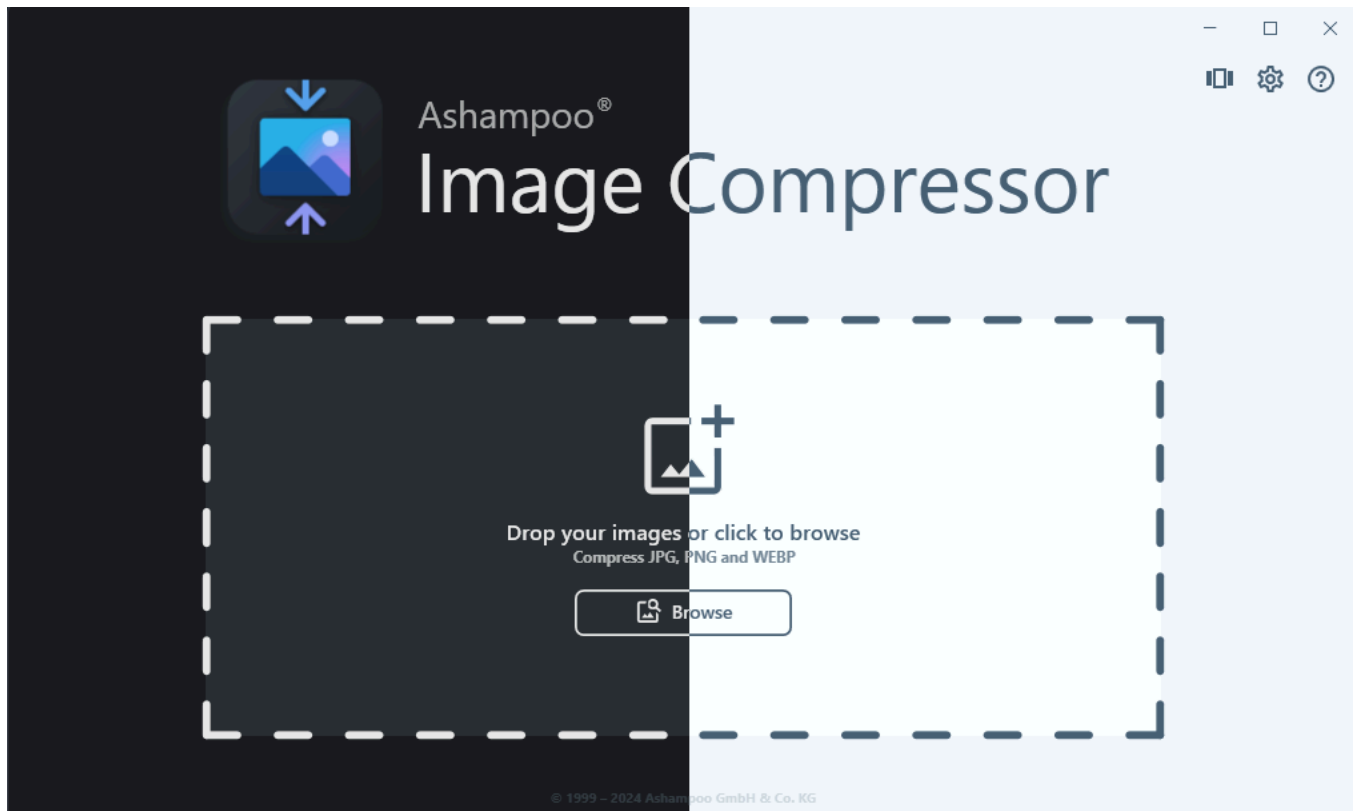 Ashampoo®
Image Compressor
Drop your images or click to browse
Compress JPG, PNG and WEBP
Browse
© 1999 – 2024 Ashampoo GmbH & Co. KG